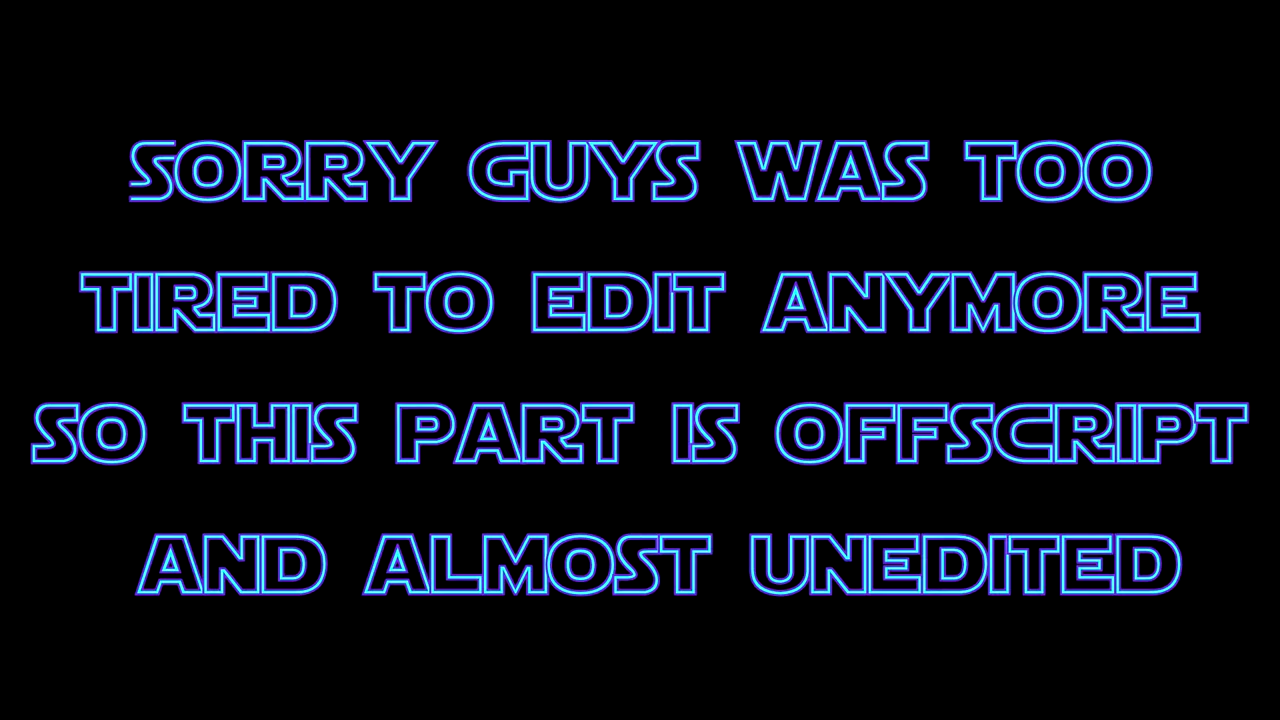 SORRY GUYS WAS TOO
TIRED TO EDIT ANYMORE
SO THIS PART IS OFFSCRIPT
AND ALMOST UNEDITED